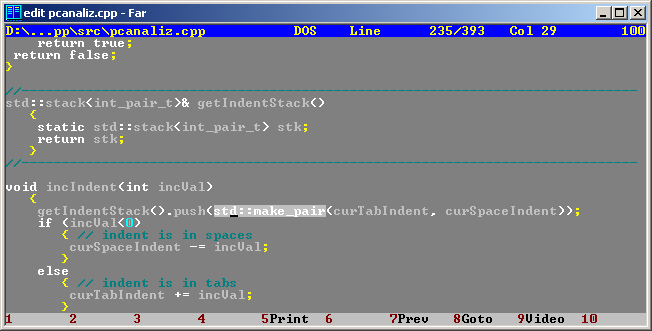 edit pcanaliz.cpp - Far
D:\...pp\src\pcanaliz.cpp DOS Line 235/393 Col 29 100
return true;
return false;
}
//------------------------------------------------------------------------------
std::stack<int_pair_t>& getIndentStack()
{
static std::stack<int_pair_t> stk;
return stk;
}
//------------------------------------------------------------------------------
void incIndent(int incVal)
{
getIndentStack().push(std::make_pair(curTabIndent, curSpaceIndent));
if (incVal<0)
{ // indent is in spaces
curSpaceIndent -= incVal;
}
else
{ // indent is in tabs
curTabIndent += incVal;
}
1 2 3 4 5Print 6 7Prev 8Goto 9Video 10